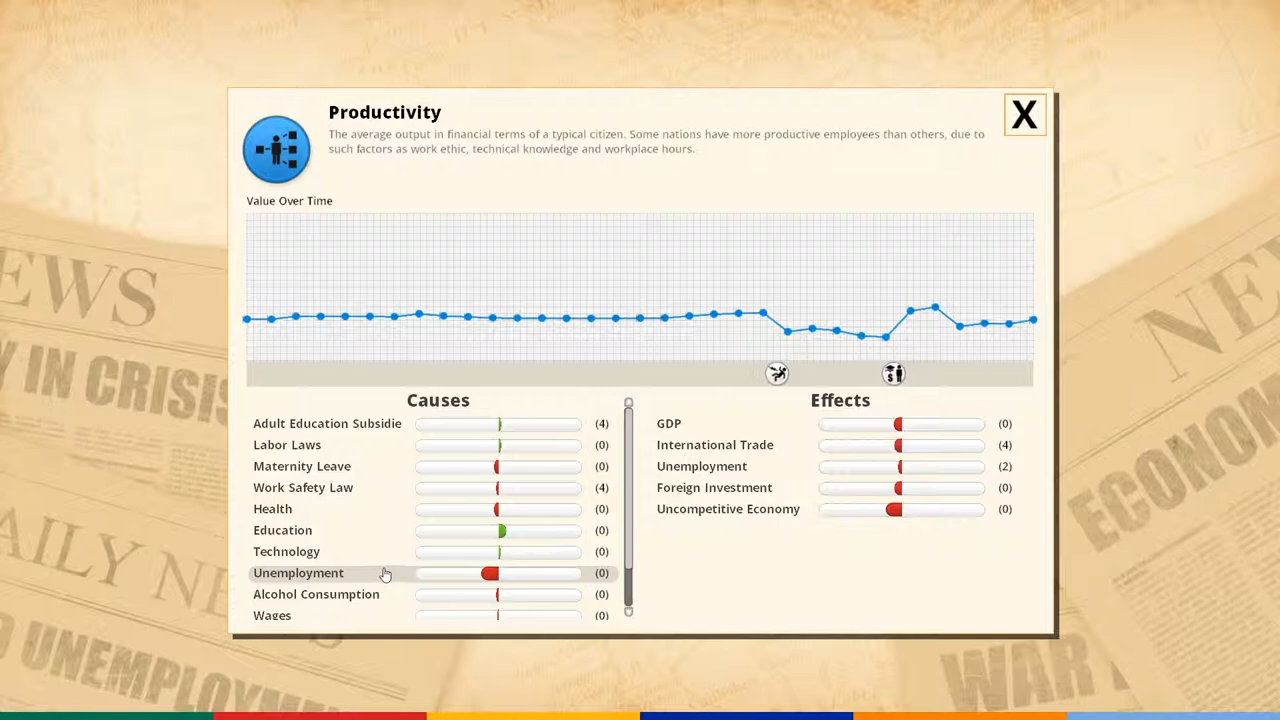 Productivity
X
The average output in financial terms of a typical citizen. Some nations have more productive employees than others, due to
such factors as work ethic, technical knowledge and workplace hours.
Value Over Time
Causes
Adult Education Subsidie (4)
Labor Laws (0)
Maternity Leave (0)
Work Safety Law (4)
Health (0)
Education (0)
Technology (0)
Unemployment (0)
Alcohol Consumption (0)
Wages (0)
Effects
GDP (0)
International Trade (4)
Unemployment (2)
Foreign Investment (0)
Uncompetitive Economy (0)
EWS
Y IN CRISIS
AILY NE
UNEMPLOYM
NE
ECONOM
WAR